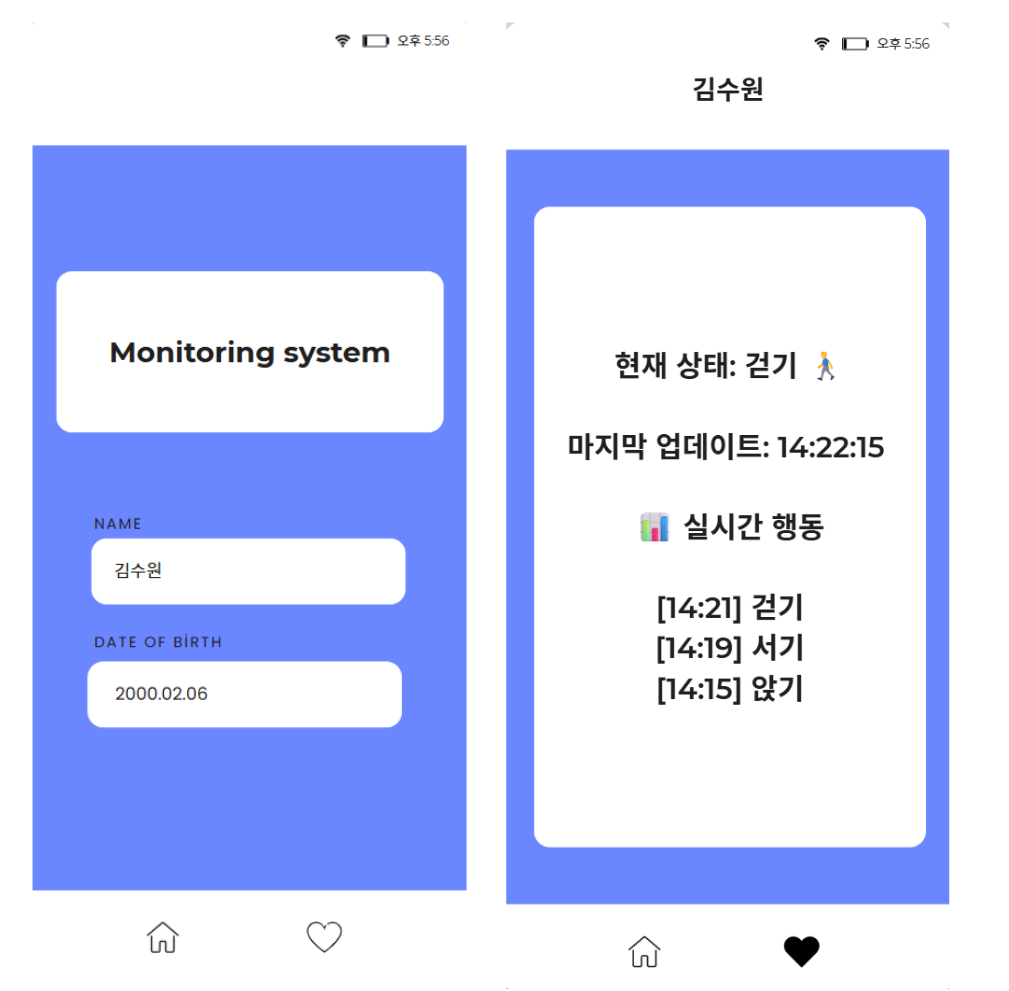 오후 5:56
Monitoring system
NAME
김수원
DATE OF BİRTH
2000.02.06
오후 5:56
김수원
현재 상태: 걷기
마지막 업데이트: 14:22:15
실시간 행동
[14:21] 걷기
[14:19] 서기
[14:15] 앉기